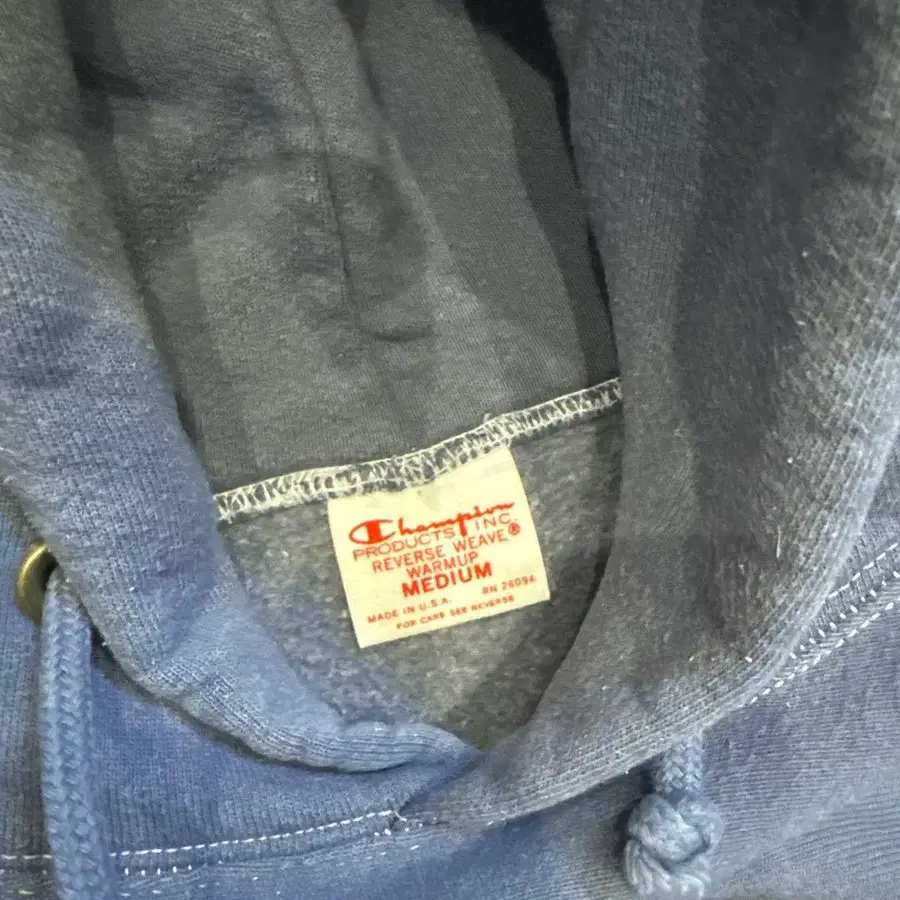 Champion
PRODUCTS INC.
REVERSE WEAVE®
WARMUP
MEDIUM
MADE IN U.S.A. RN 26094
FOR CARE SEE REVERSE